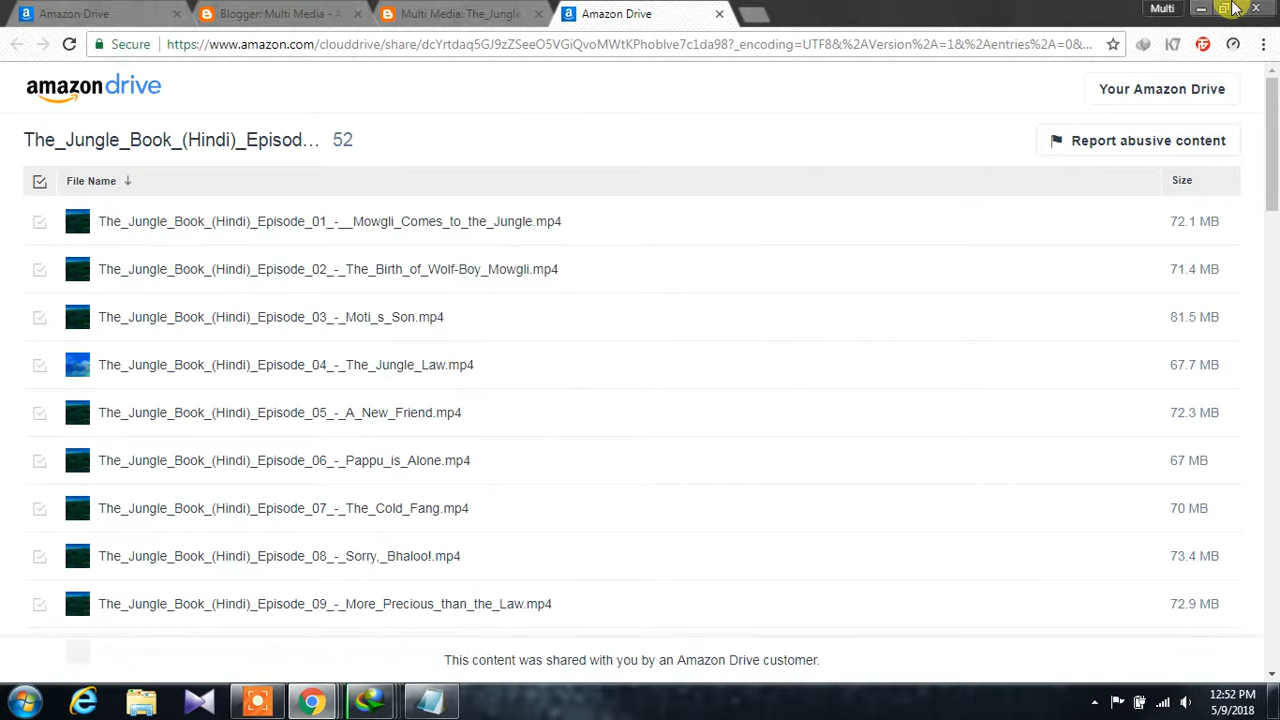 Amazon Drive
Blogger: Multi Media - A
Multi Media: The_Jungle
Amazon Drive
Multi
Secure
https://www.amazon.com/clouddrive/share/dcYrtdaq5GJ9zZSeeO5VGiQvoMWtKPhobIve7c1da98?_encoding=UTF8&%2AVersion%2A=1&%2Aentries%2A=0&...
amazondrive
Your Amazon Drive
The_Jungle_Book_(Hindi)_Episod... 52
Report abusive content
File Name
Size
The_Jungle_Book_(Hindi)_Episode_01_-__Mowgli_Comes_to_the_Jungle.mp4 72.1 MB
The_Jungle_Book_(Hindi)_Episode_02_-_The_Birth_of_Wolf-Boy_Mowgli.mp4 71.4 MB
The_Jungle_Book_(Hindi)_Episode_03_-_Moti_s_Son.mp4 81.5 MB
The_Jungle_Book_(Hindi)_Episode_04_-_The_Jungle_Law.mp4 67.7 MB
The_Jungle_Book_(Hindi)_Episode_05_-_A_New_Friend.mp4 72.3 MB
The_Jungle_Book_(Hindi)_Episode_06_-_Pappu_is_Alone.mp4 67 MB
The_Jungle_Book_(Hindi)_Episode_07_-_The_Cold_Fang.mp4 70 MB
The_Jungle_Book_(Hindi)_Episode_08_-_Sorry,_Bhaloo!.mp4 73.4 MB
The_Jungle_Book_(Hindi)_Episode_09_-_More_Precious_than_the_Law.mp4 72.9 MB
This content was shared with you by an Amazon Drive customer.
12:52 PM
5/9/2018